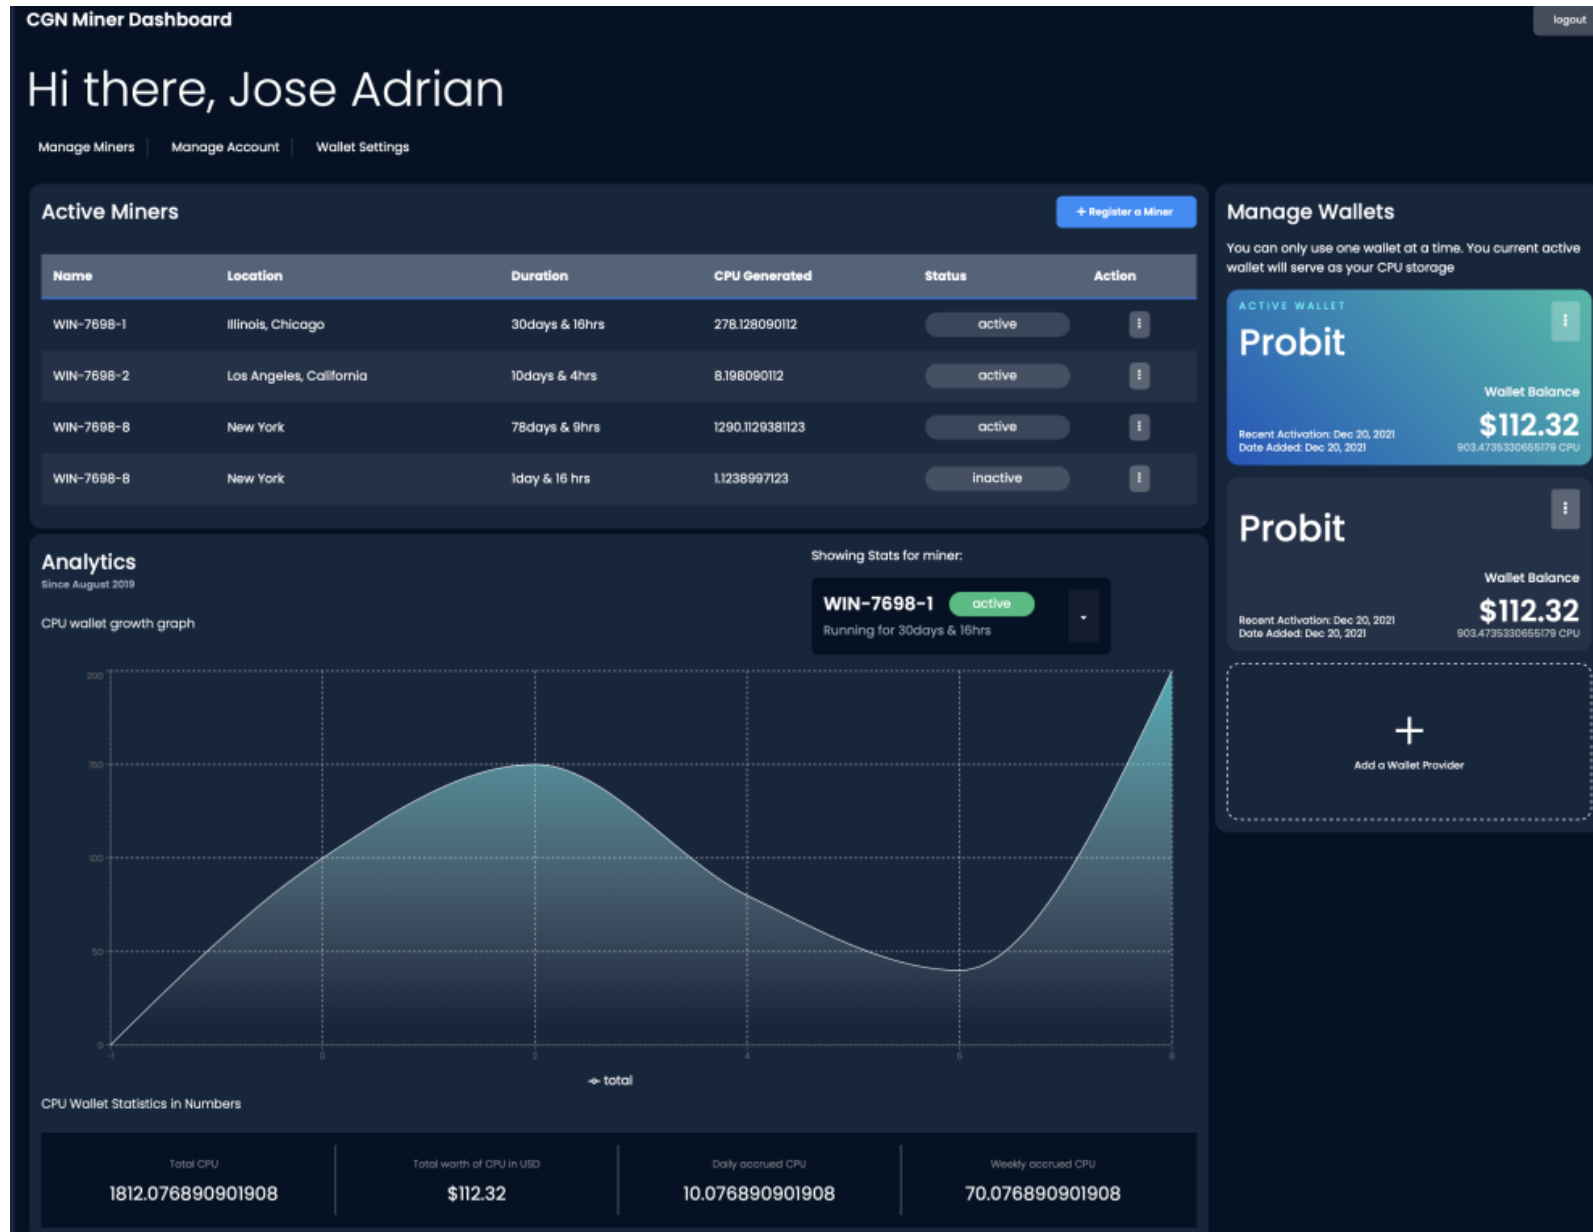 CGN Miner Dashboard
logout
Hi there, Jose Adrian
Manage Miners
Manage Account
Wallet Settings
Active Miners
+ Register a Miner
Name Location Duration CPU Generated Status Action
WIN-7698-1 Illinois, Chicago 30days & 16hrs 278.128090112 active
WIN-7698-2 Los Angeles, California 10days & 4hrs 8.198090112 active
WIN-7698-8 New York 78days & 9hrs 1290.1129381123 active
WIN-7698-8 New York 1day & 16 hrs 1.1238997123 inactive
Manage Wallets
You can only use one wallet at a time. You current active
wallet will serve as your CPU storage
ACTIVE WALLET
Probit
Wallet Balance
$112.32
903.4735330655179 CPU
Recent Activation: Dec 20, 2021
Date Added: Dec 20, 2021
Probit
Wallet Balance
$112.32
903.4735330655179 CPU
Recent Activation: Dec 20, 2021
Date Added: Dec 20, 2021
+
Add a Wallet Provider
Analytics
Since August 2019
CPU wallet growth graph
Showing Stats for miner:
WIN-7698-1 active
Running for 30days & 16hrs
200
150
100
50
0
-1 0 2 4 6 8
total
CPU Wallet Statistics in Numbers
Total CPU
1812.076890901908
Total worth of CPU in USD
$112.32
Daily accrued CPU
10.076890901908
Weekly accrued CPU
70.076890901908